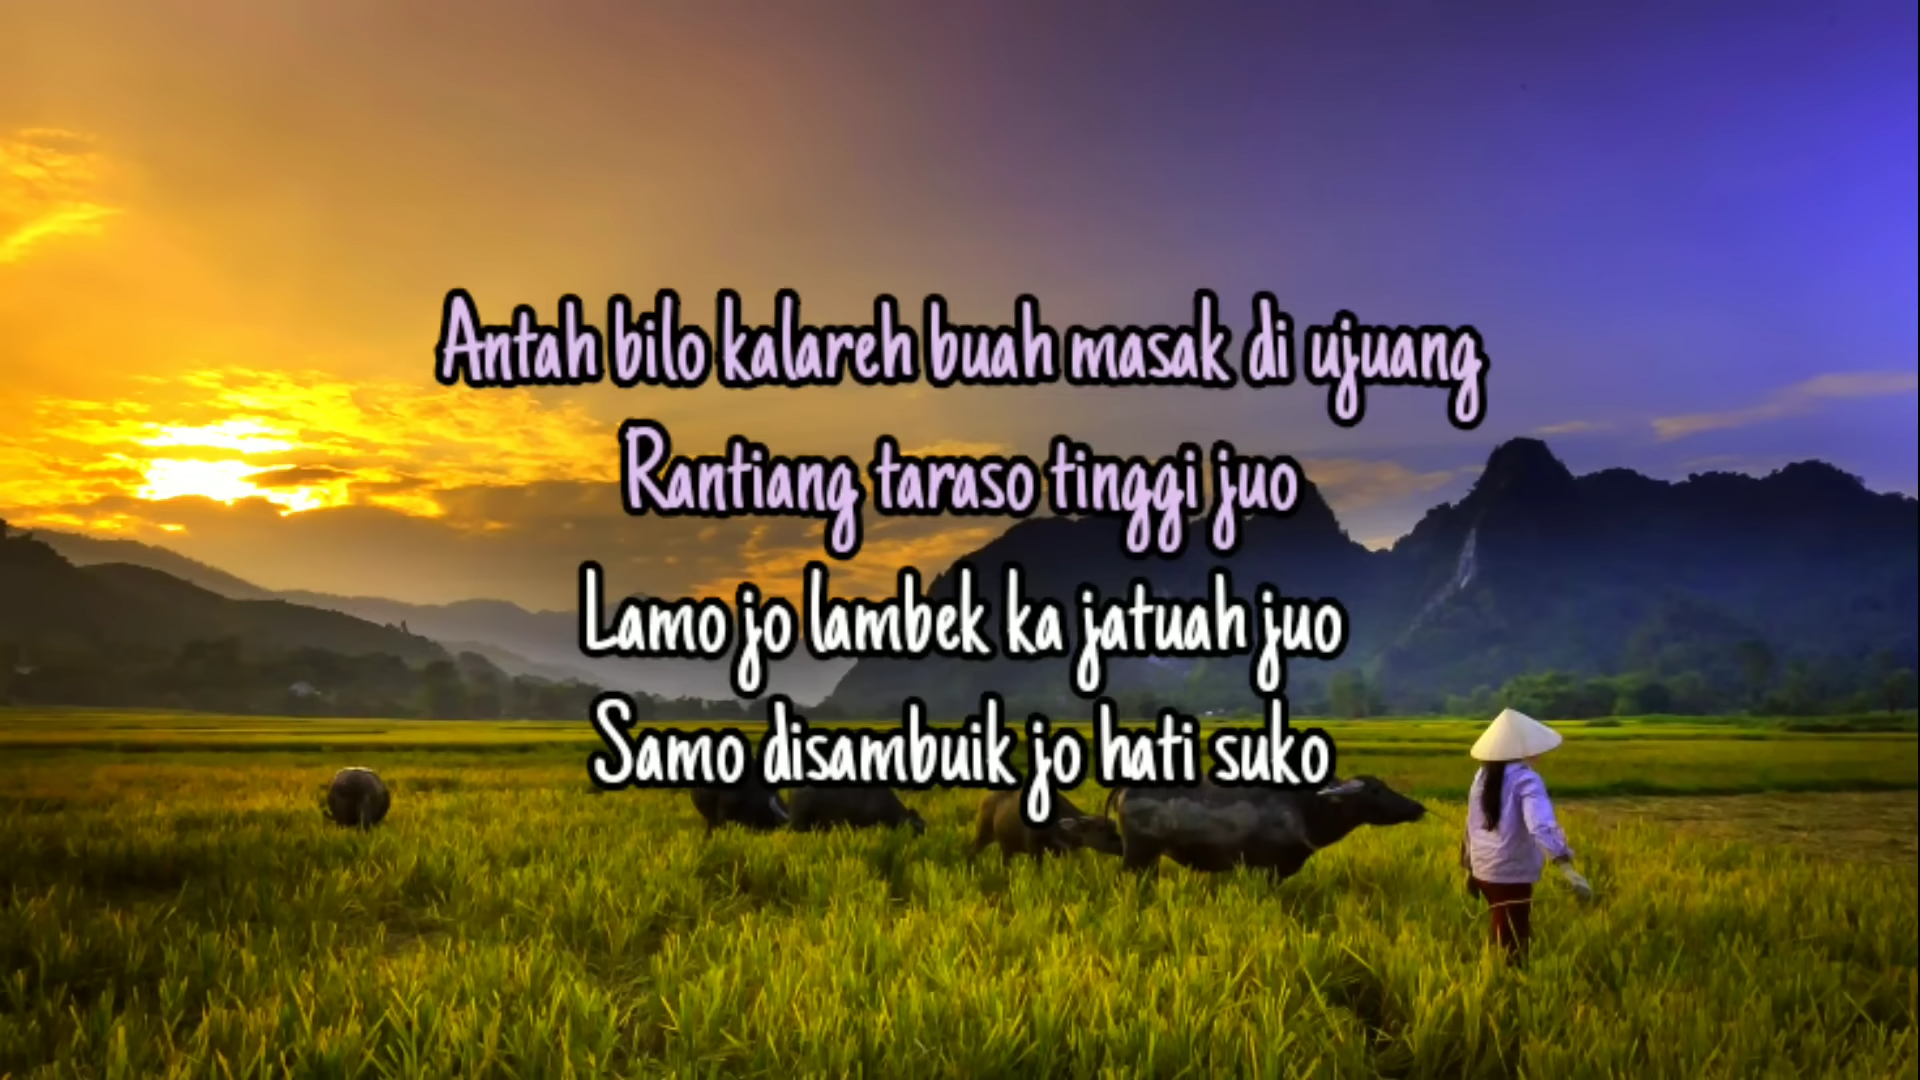 Antah bilo kalareh buah masak di ujuang
Rantiang taraso tinggi juo
Lamo jo lambek ka jatuah juo
Samo disambuik jo hati suko